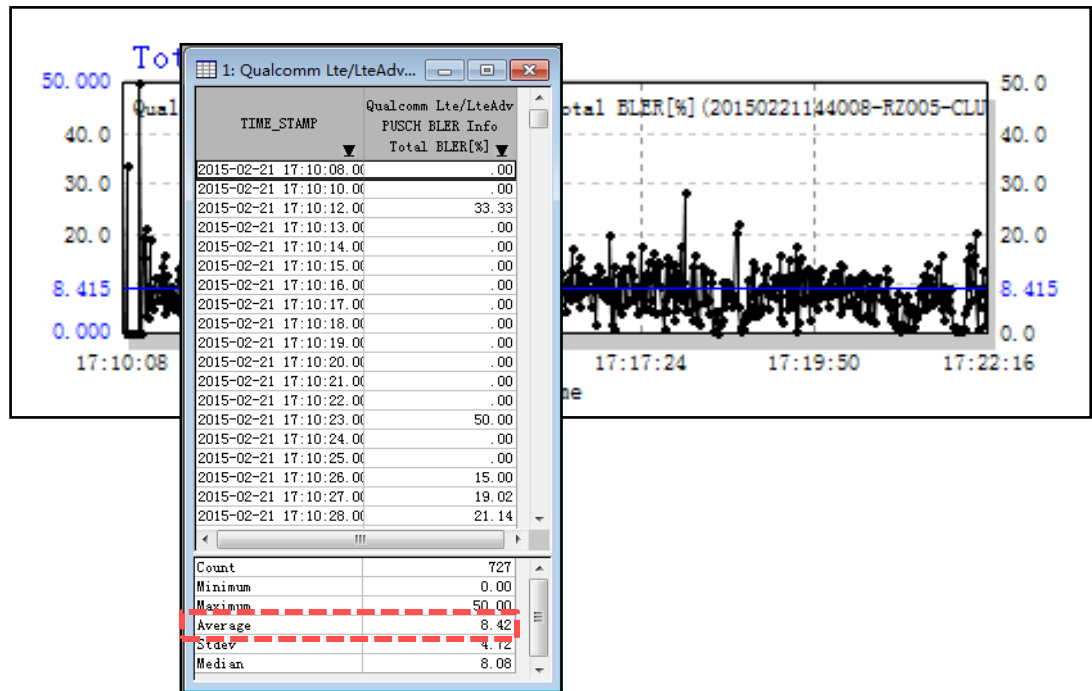 Tot
50.000
40.0
30.0
20.0
8.415
0.000
Qual
otal BLER[%](20150221144008-RZ005-CLU
50.0
40.0
30.0
20.0
8.415
0.0
17:10:08
17:17:24
17:19:50
17:22:16
me
1: Qualcomm Lte/LteAdv...
TIME_STAMP
Qualcomm Lte/LteAdv
PUSCH BLER Info
Total BLER[%]
2015-02-21 17:10:08.00 .00
2015-02-21 17:10:10.00 .00
2015-02-21 17:10:12.00 33.33
2015-02-21 17:10:13.00 .00
2015-02-21 17:10:14.00 .00
2015-02-21 17:10:15.00 .00
2015-02-21 17:10:16.00 .00
2015-02-21 17:10:17.00 .00
2015-02-21 17:10:18.00 .00
2015-02-21 17:10:19.00 .00
2015-02-21 17:10:20.00 .00
2015-02-21 17:10:21.00 .00
2015-02-21 17:10:22.00 .00
2015-02-21 17:10:23.00 50.00
2015-02-21 17:10:24.00 .00
2015-02-21 17:10:25.00 .00
2015-02-21 17:10:26.00 15.00
2015-02-21 17:10:27.00 19.02
2015-02-21 17:10:28.00 21.14
Count 727
Minimum 0.00
Maximum 50.00
Average 8.42
Stdev 4.72
Median 8.08